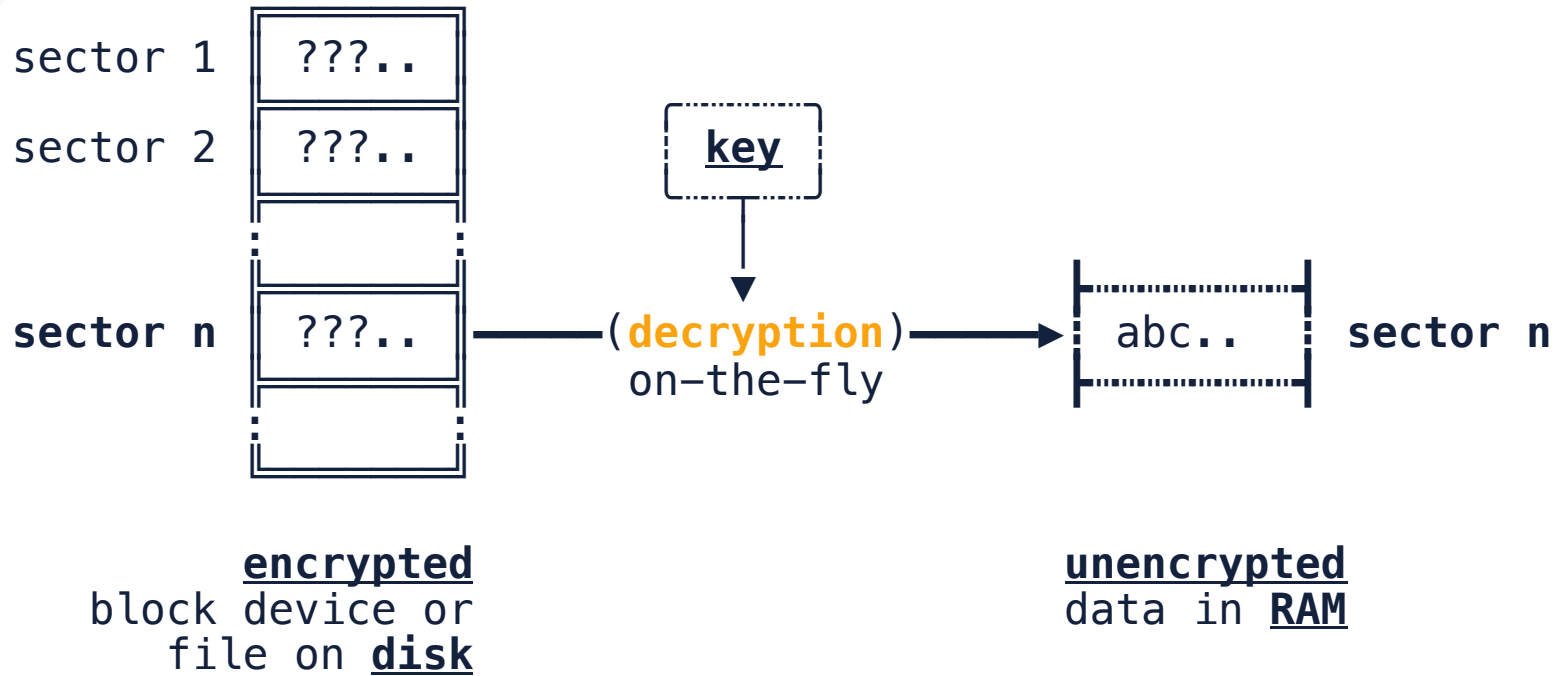 sector 1 ???..
sector 2 ???..
key
: :
sector n ???.. (decryption) abc.. sector n
on–the–fly
: :
encrypted
block device or
file on disk
unencrypted
data in RAM